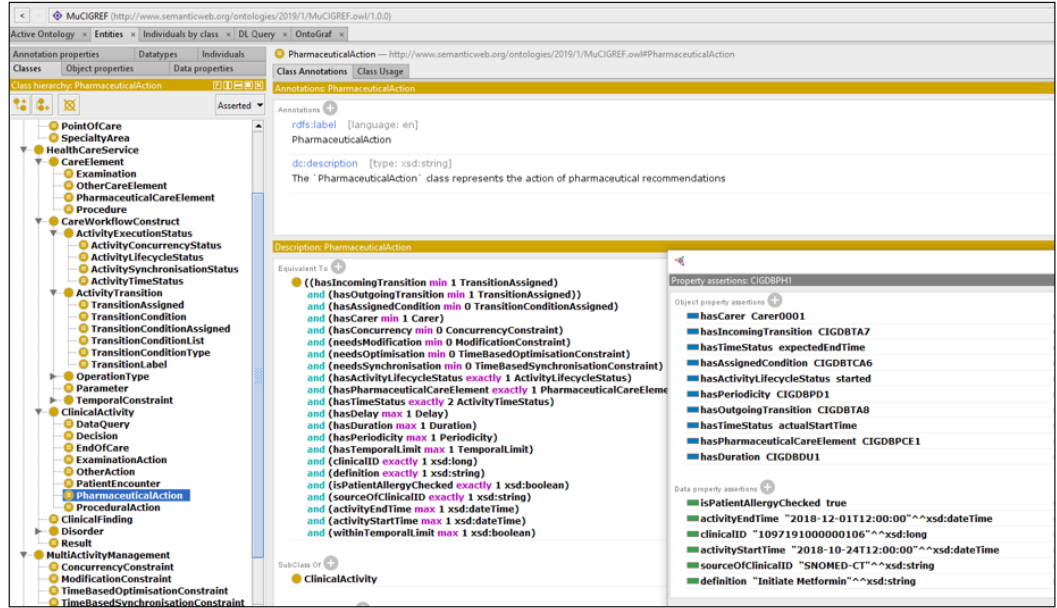 <
MuCIGREF (http://www.semanticweb.org/ontologies/2019/1/MuCIGREF.owl/1.0.0)
Active Ontology × Entities × Individuals by class × DL Query × OntoGraf ×
Annotation properties Datatypes Individuals
Classes Object properties Data properties
Class hierarchy: PharmaceuticalAction
Asserted
PointOfCare
SpecialtyArea
HealthCareService
CareElement
Examination
OtherCareElement
PharmaceuticalCareElement
Procedure
CareWorkflowConstruct
ActivityExecutionStatus
ActivityConcurrencyStatus
ActivityLifecycleStatus
ActivitySynchronisationStatus
ActivityTimeStatus
ActivityTransition
TransitionAssigned
TransitionCondition
TransitionConditionAssigned
TransitionConditionList
TransitionConditionType
TransitionLabel
OperationType
Parameter
TemporalConstraint
ClinicalActivity
DataQuery
Decision
EndOfCare
ExaminationAction
OtherAction
PatientEncounter
PharmaceuticalAction
ProceduralAction
ClinicalFinding
Disorder
Result
MultiActivityManagement
ConcurrencyConstraint
ModificationConstraint
TimeBasedOptimisationConstraint
TimeBasedSynchronisationConstraint
PharmaceuticalAction — http://www.semanticweb.org/ontologies/2019/1/MuCIGREF.owl#PharmaceuticalAction
Class Annotations Class Usage
Annotations: PharmaceuticalAction
Annotations
rdfs:label [language: en]
PharmaceuticalAction
dc:description [type: xsd:string]
The `PharmaceuticalAction` class represents the action of pharmaceutical recommendations
Description: PharmaceuticalAction
Equivalent To
((hasIncomingTransition min 1 TransitionAssigned)
and (hasOutgoingTransition min 1 TransitionAssigned))
and (hasAssignedCondition min 0 TransitionConditionAssigned)
and (hasCarer min 1 Carer)
and (hasConcurrency min 0 ConcurrencyConstraint)
and (needsModification min 0 ModificationConstraint)
and (needsOptimisation min 0 TimeBasedOptimisationConstraint)
and (needsSynchronisation min 0 TimeBasedSynchronisationConstraint)
and (hasActivityLifecycleStatus exactly 1 ActivityLifecycleStatus)
and (hasPharmaceuticalCareElement exactly 1 PharmaceuticalCareEleme
and (hasTimeStatus exactly 2 ActivityTimeStatus)
and (hasDelay max 1 Delay)
and (hasDuration max 1 Duration)
and (hasPeriodicity max 1 Periodicity)
and (hasTemporalLimit max 1 TemporalLimit)
and (clinicalID exactly 1 xsd:long)
and (definition exactly 1 xsd:string)
and (isPatientAllergyChecked exactly 1 xsd:boolean)
and (sourceOfClinicalID exactly 1 xsd:string)
and (activityEndTime max 1 xsd:dateTime)
and (activityStartTime max 1 xsd:dateTime)
and (withinTemporalLimit max 1 xsd:boolean)
SubClass Of
ClinicalActivity
Property assertions: CIGDBPH1
Object property assertions
hasCarer Carer0001
hasIncomingTransition CIGDBTA7
hasTimeStatus expectedEndTime
hasAssignedCondition CIGDBTCA6
hasActivityLifecycleStatus started
hasPeriodicity CIGDBPD1
hasOutgoingTransition CIGDBTA8
hasTimeStatus actualStartTime
hasPharmaceuticalCareElement CIGDBPCE1
hasDuration CIGDBDU1
Data property assertions
isPatientAllergyChecked true
activityEndTime "2018-12-01T12:00:00"^^xsd:dateTime
clinicalID "1097191000000106"^^xsd:long
activityStartTime "2018-10-24T12:00:00"^^xsd:dateTime
sourceOfClinicalID "SNOMED-CT"^^xsd:string
definition "Initiate Metformin"^^xsd:string